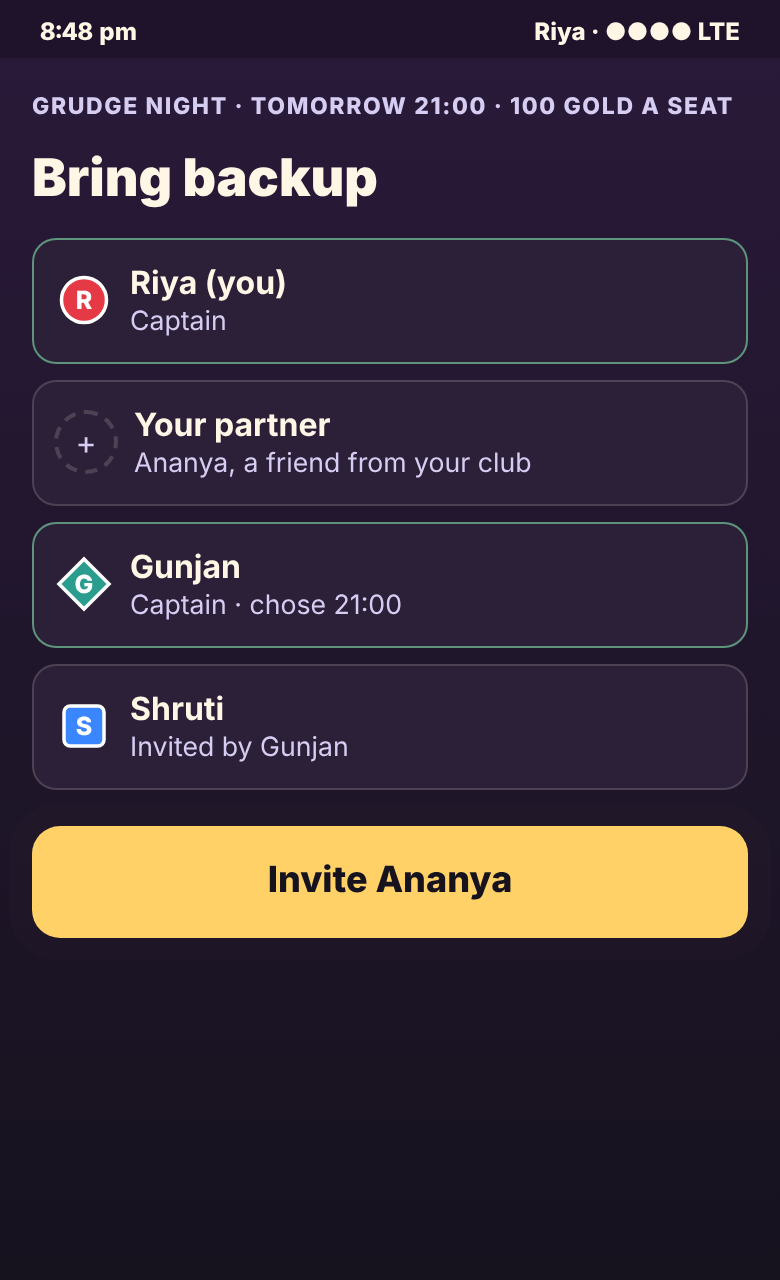 8:48 pm
Riya · ●●●● LTE
GRUDGE NIGHT · TOMORROW 21:00 · 100 GOLD A SEAT
Bring backup
R
Riya (you)
Captain
+
Your partner
Ananya, a friend from your club
G
Gunjan
Captain · chose 21:00
S
Shruti
Invited by Gunjan
Invite Ananya